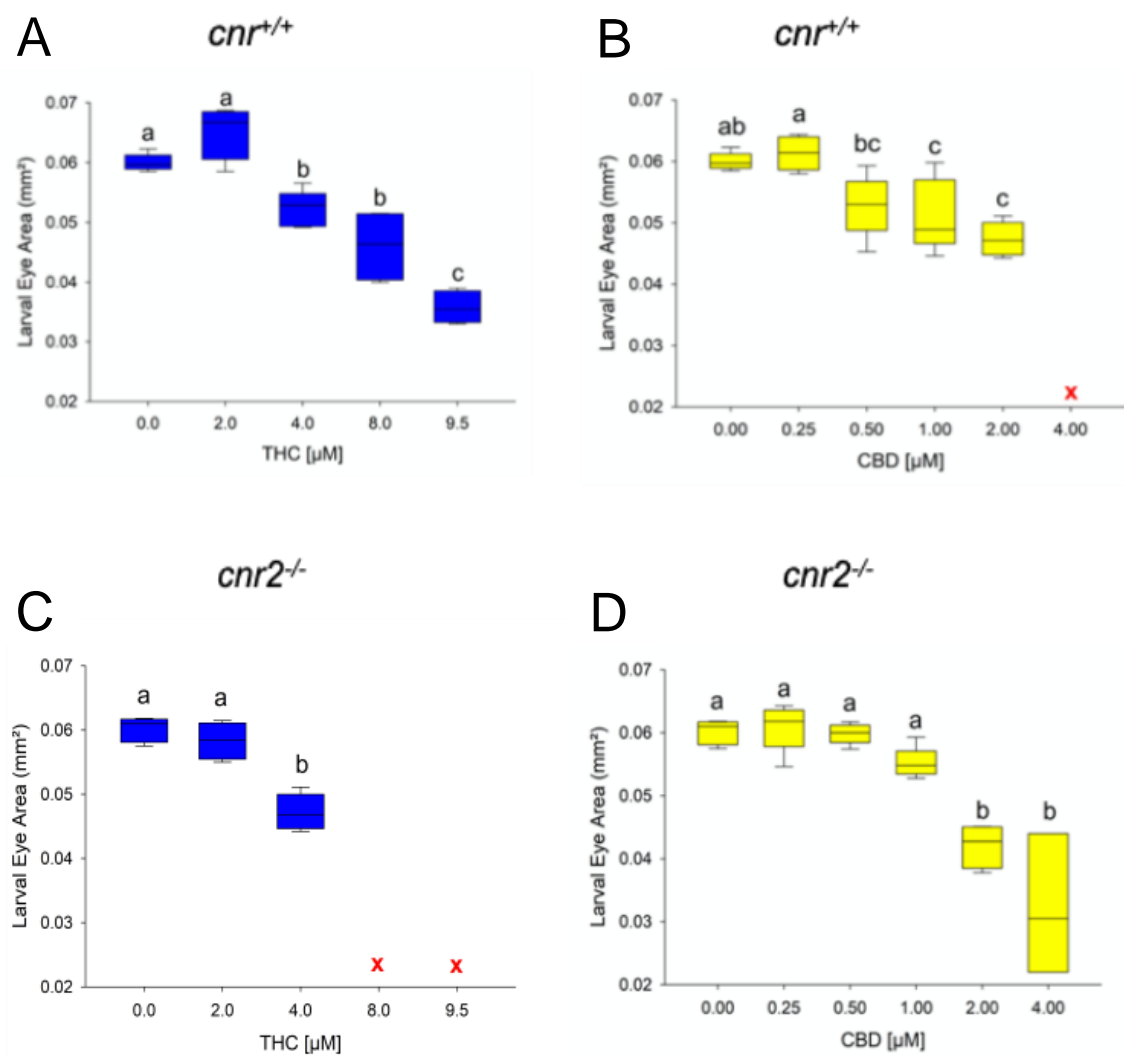 A
cnr+/+
a
a
b
b
c
0.07
0.06
0.05
0.04
0.03
0.02
Larval Eye Area (mm²)
0.0 2.0 4.0 8.0 9.5
THC [µM]
B
cnr+/+
ab
a
bc
c
c
x
0.07
0.06
0.05
0.04
0.03
0.02
Larval Eye Area (mm²)
0.00 0.25 0.50 1.00 2.00 4.00
CBD [µM]
C
cnr2-/-
a
a
b
x
x
0.07
0.06
0.05
0.04
0.03
0.02
Larval Eye Area (mm²)
0.0 2.0 4.0 8.0 9.5
THC [µM]
D
cnr2-/-
a
a
a
a
b
b
0.07
0.06
0.05
0.04
0.03
0.02
Larval Eye Area (mm²)
0.00 0.25 0.50 1.00 2.00 4.00
CBD [µM]